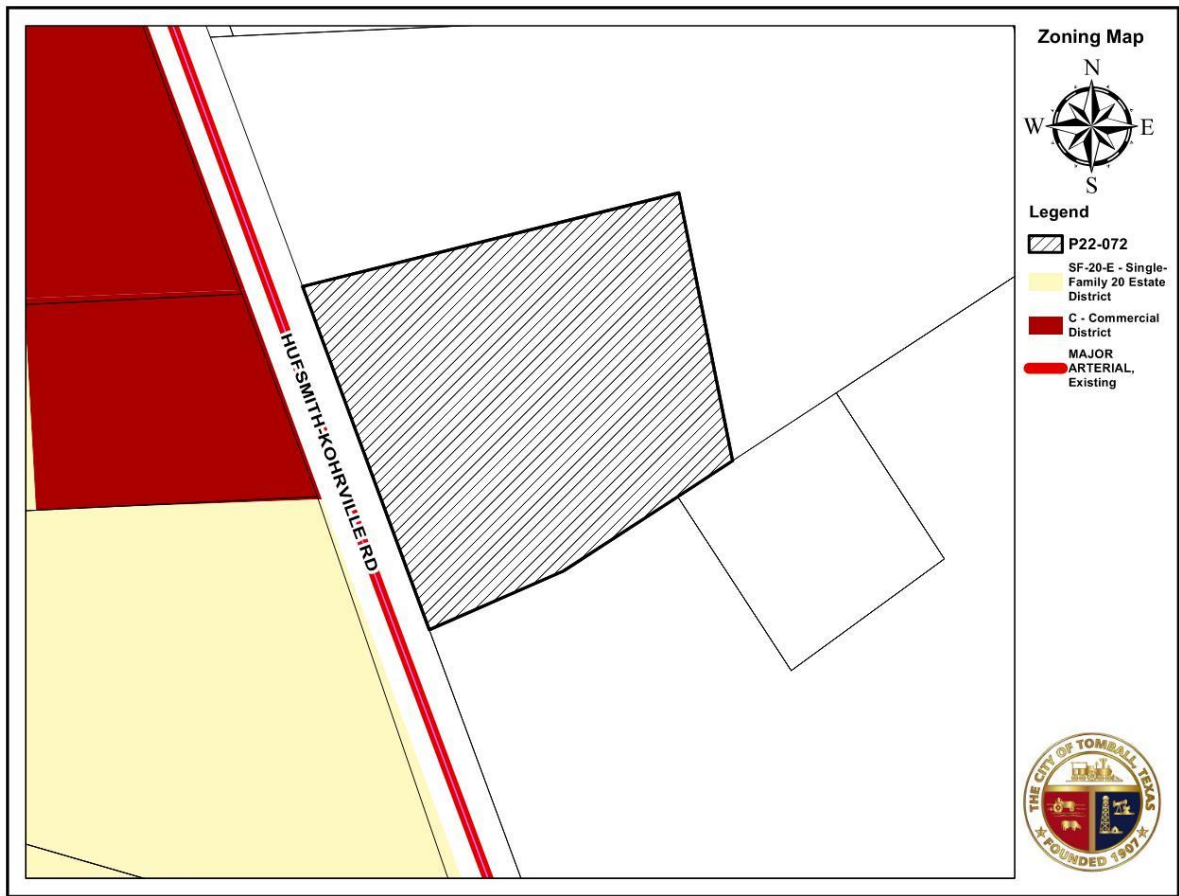 Zoning Map
N
W E
S
Legend
P22-072
SF-20-E - Single-
Family 20 Estate
District
C - Commercial
District
MAJOR
ARTERIAL,
Existing
HUFSMITH-KOHRVILLE RD
THE CITY OF TOMBALL, TEXAS
FOUNDED 1907